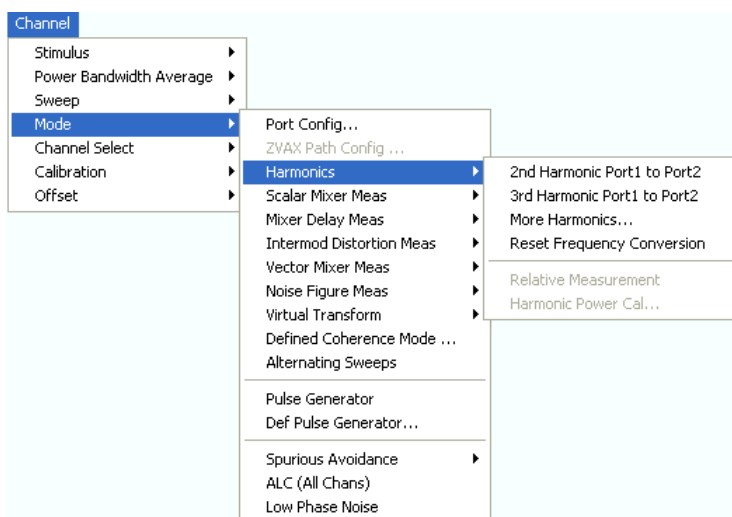 Channel
Stimulus
Power Bandwidth Average
Sweep
Mode
Channel Select
Calibration
Offset
Port Config...
ZVAX Path Config ...
Harmonics
Scalar Mixer Meas
Mixer Delay Meas
Intermod Distortion Meas
Vector Mixer Meas
Noise Figure Meas
Virtual Transform
Defined Coherence Mode ...
Alternating Sweeps
Pulse Generator
Def Pulse Generator...
Spurious Avoidance
ALC (All Chans)
Low Phase Noise
2nd Harmonic Port1 to Port2
3rd Harmonic Port1 to Port2
More Harmonics...
Reset Frequency Conversion
Relative Measurement
Harmonic Power Cal...